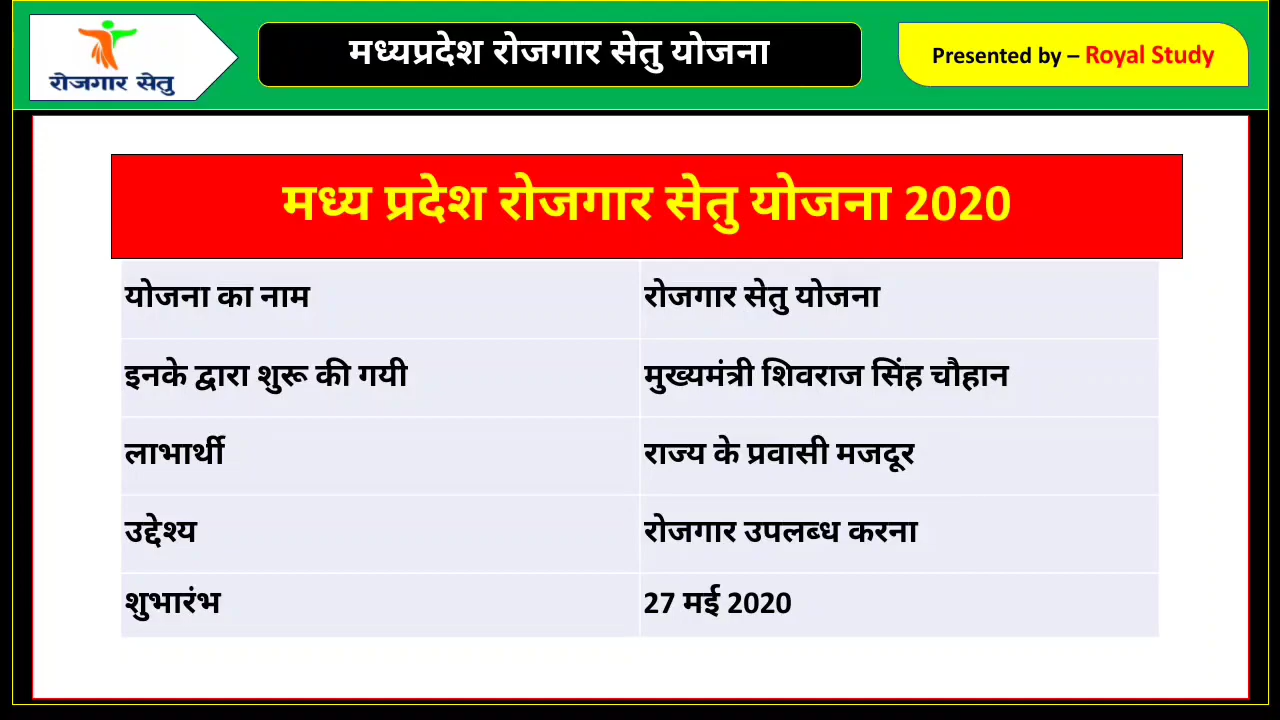 रोजगार सेतु
मध्यप्रदेश रोजगार सेतु योजना
Presented by – Royal Study
मध्य प्रदेश रोजगार सेतु योजना 2020
योजना का नाम रोजगार सेतु योजना
इनके द्वारा शुरू की गयी मुख्यमंत्री शिवराज सिंह चौहान
लाभार्थी राज्य के प्रवासी मजदूर
उद्देश्य रोजगार उपलब्ध करना
शुभारंभ 27 मई 2020